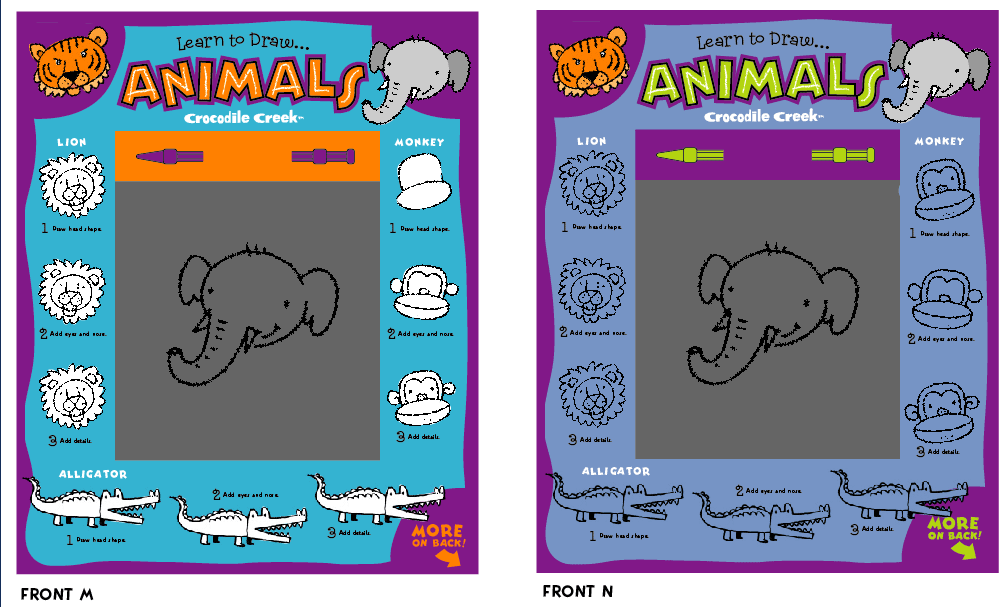 Learn to Draw...
ANIMALS
Crocodile Creek™
LION
MONKEY
1 Draw head shape.
1 Draw head shape.
2 Add eyes and nose.
2 Add eyes and nose.
3 Add details.
3 Add details.
ALLIGATOR
2 Add eyes and nose.
1 Draw head shape.
3 Add details.
MORE
ON BACK!
FRONT M
Learn to Draw...
ANIMALS
Crocodile Creek™
LION
MONKEY
1 Draw head shape.
1 Draw head shape.
2 Add eyes and nose.
2 Add eyes and nose.
3 Add details.
3 Add details.
ALLIGATOR
2 Add eyes and nose.
1 Draw head shape.
3 Add details.
MORE
ON BACK!
FRONT N